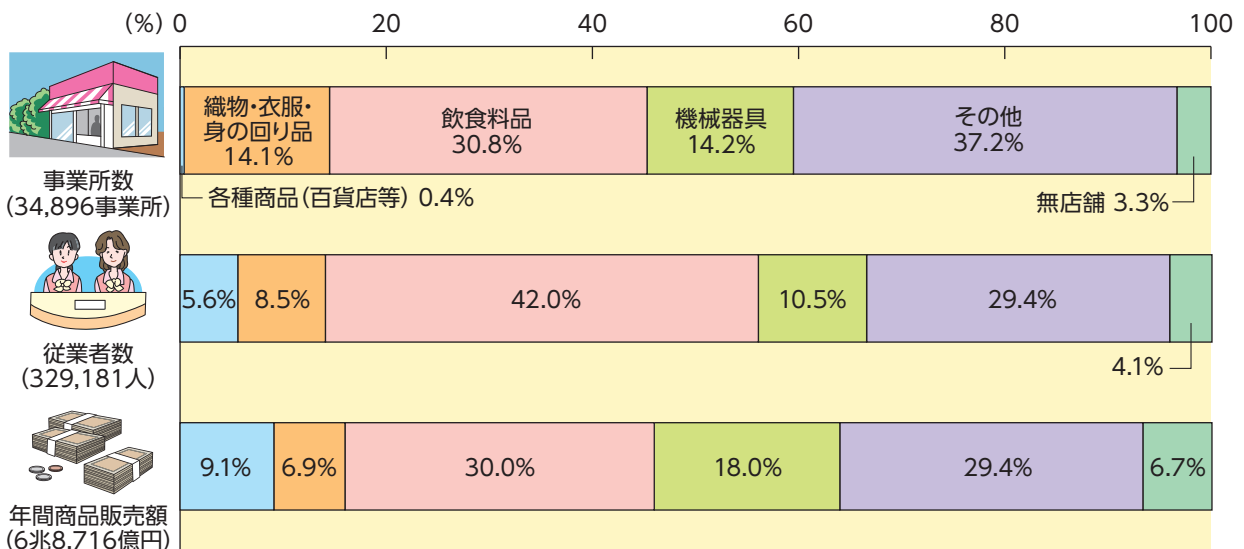 (%) 0 20 40 60 80 100
織物・衣服・
身の回り品
14.1%
飲食料品
30.8%
機械器具
14.2%
その他
37.2%
事業所数
(34,896事業所)
各種商品(百貨店等) 0.4%
無店舗 3.3%
5.6% 8.5% 42.0% 10.5% 29.4%
4.1%
従業者数
(329,181人)
9.1% 6.9% 30.0% 18.0% 29.4% 6.7%
年間商品販売額
(6兆8,716億円)